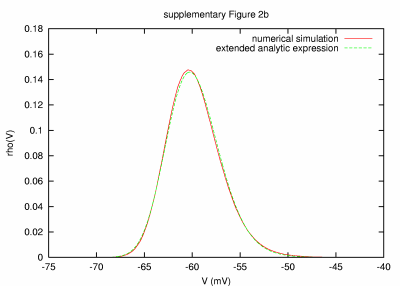 supplementary Figure 2b
numerical simulation
extended analytic expression
rho(V)
0.18
0.16
0.14
0.12
0.1
0.08
0.06
0.04
0.02
0
-75 -70 -65 -60 -55 -50 -45 -40
V (mV)